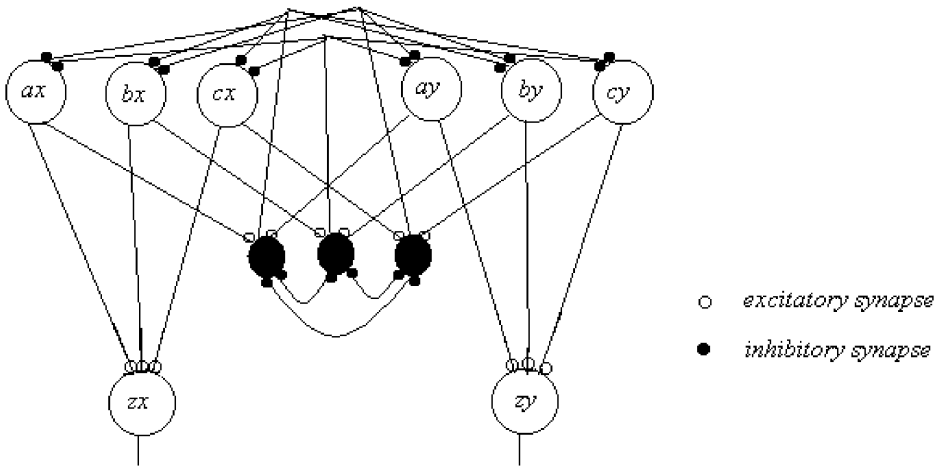 ax bx cx ay by cy
excitatory synapse
inhibitory synapse
zx zy